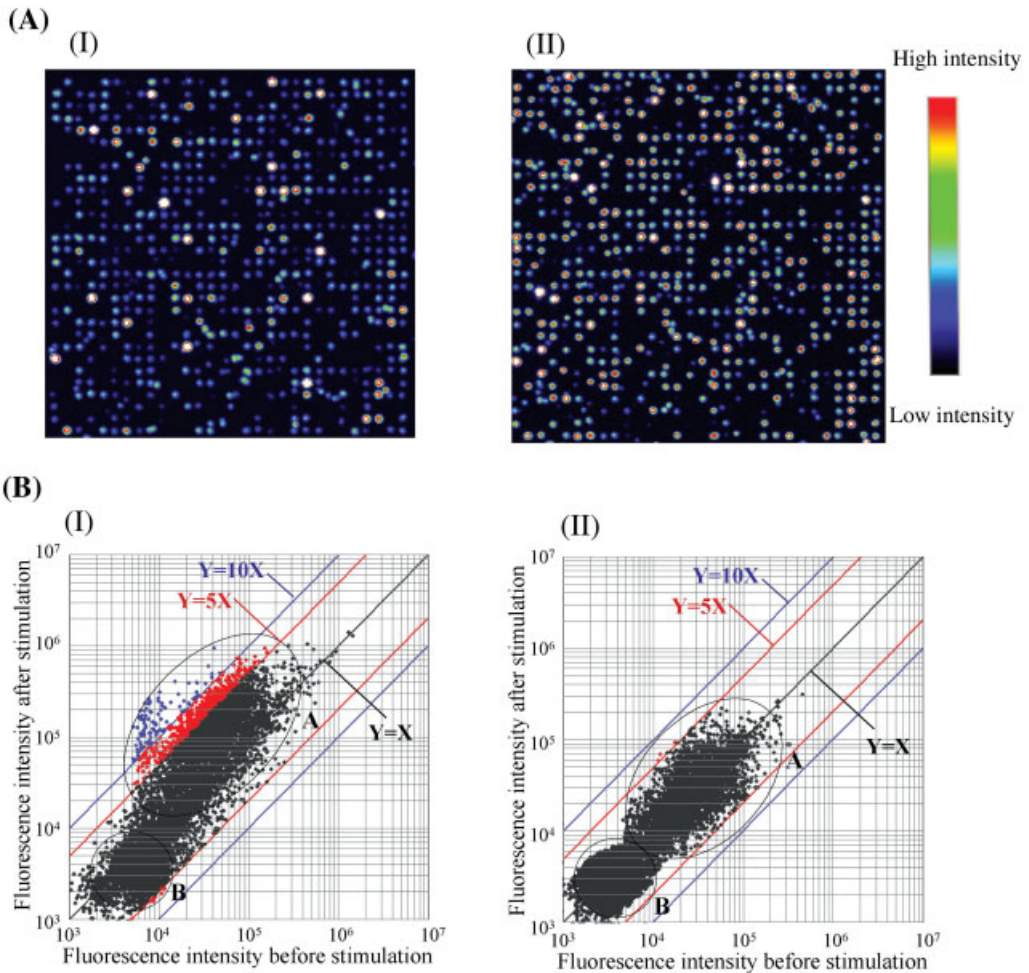 (A)
(I)
(II)
High intensity
Low intensity
(B)
(I)
Fluorescence intensity after stimulation
10⁷
10⁶
10⁵
10⁴
10³
Y=10X
Y=5X
Y=X
A
B
10³ 10⁴ 10⁵ 10⁶ 10⁷
Fluorescence intensity before stimulation
(II)
Fluorescence intensity after stimulation
10⁷
10⁶
10⁵
10⁴
10³
Y=10X
Y=5X
Y=X
A
B
10³ 10⁴ 10⁵ 10⁶ 10⁷
Fluorescence intensity before stimulation